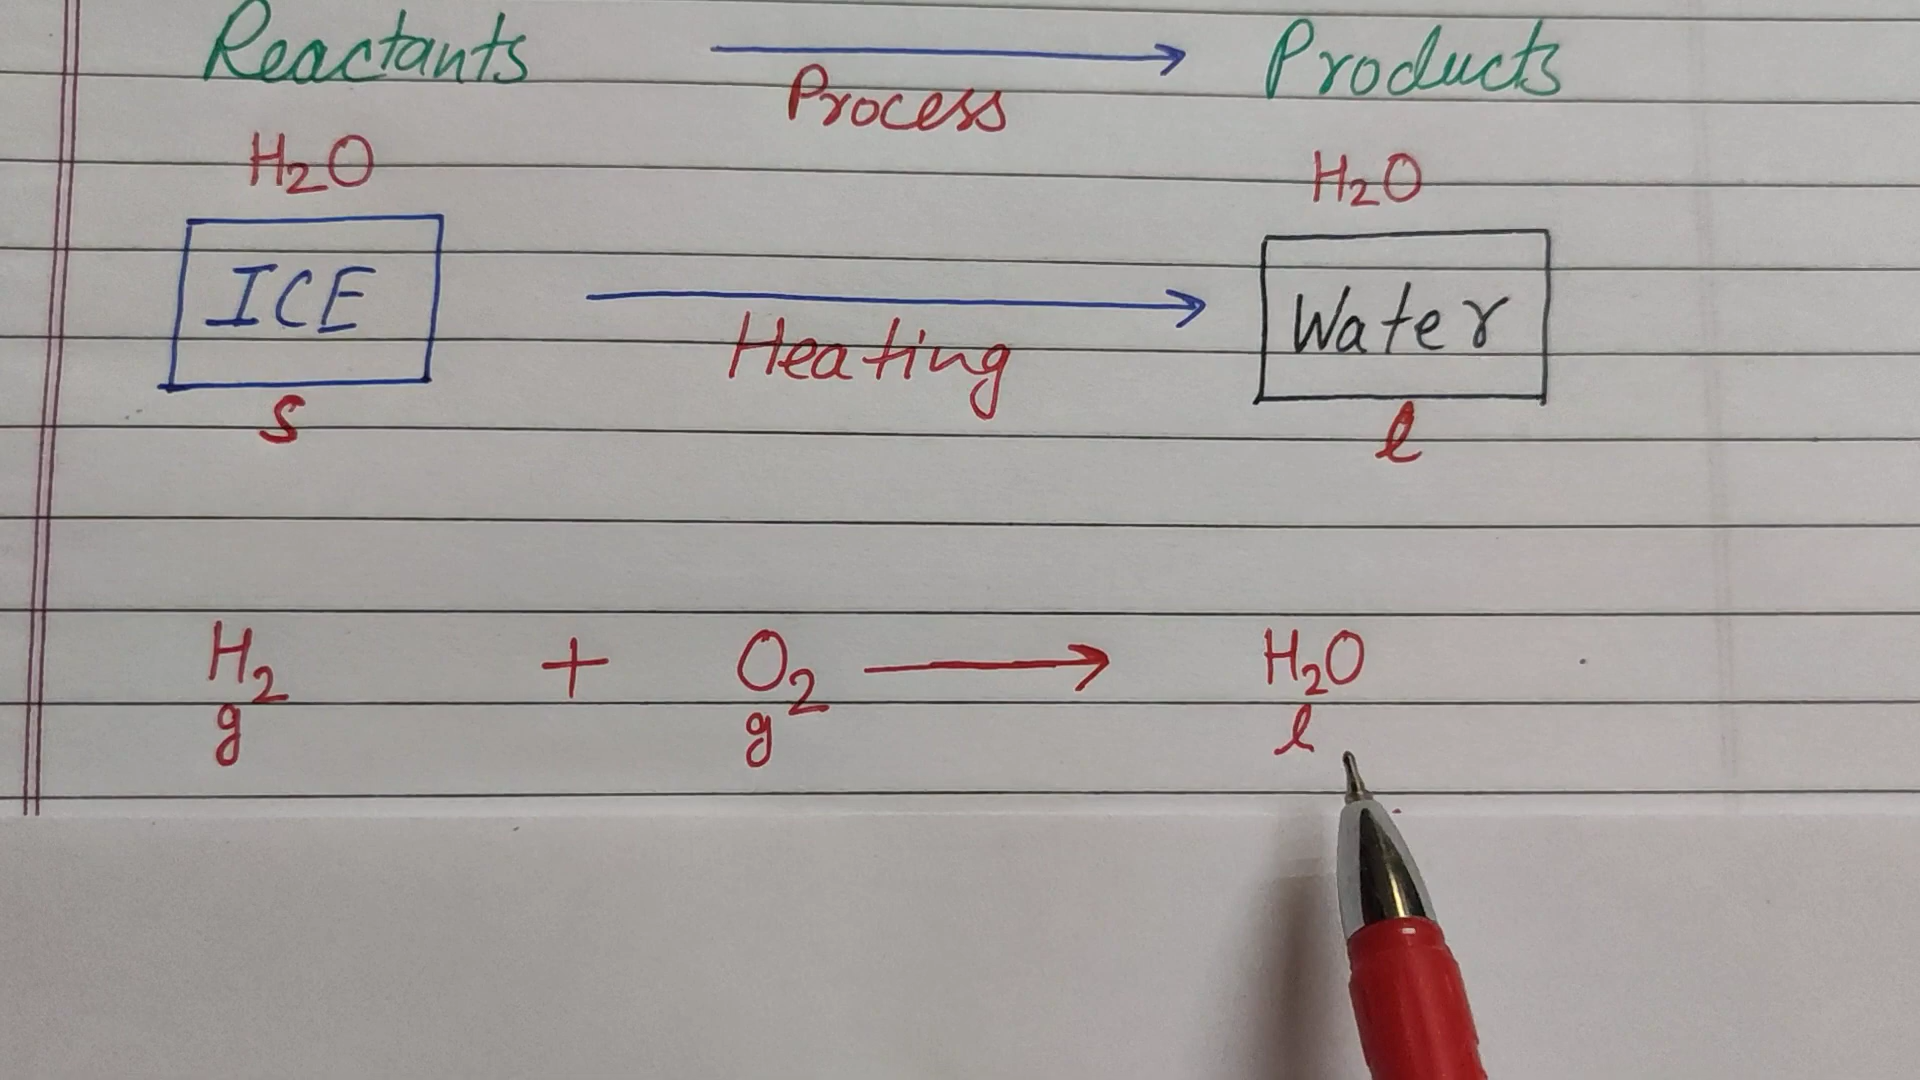 Reactants → Products
Process
H₂O H₂O
ICE → Water
Heating
s l
H₂ + O₂ → H₂O
g g l